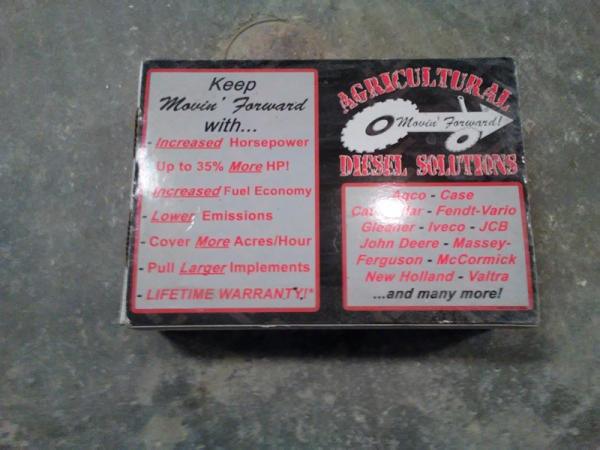 Keep
Movin' Forward
with...
- Increased Horsepower
Up to 35% More HP!
- Increased Fuel Economy
- Lower Emissions
- Cover More Acres/Hour
- Pull Larger Implements
- LIFETIME WARRANTY!*
AGRICULTURAL
Movin' Forward!
DIESEL SOLUTIONS
Agco - Case
Caterpillar - Fendt-Vario
Gleaner - Iveco - JCB
John Deere - Massey-
Ferguson - McCormick
New Holland - Valtra
...and many more!